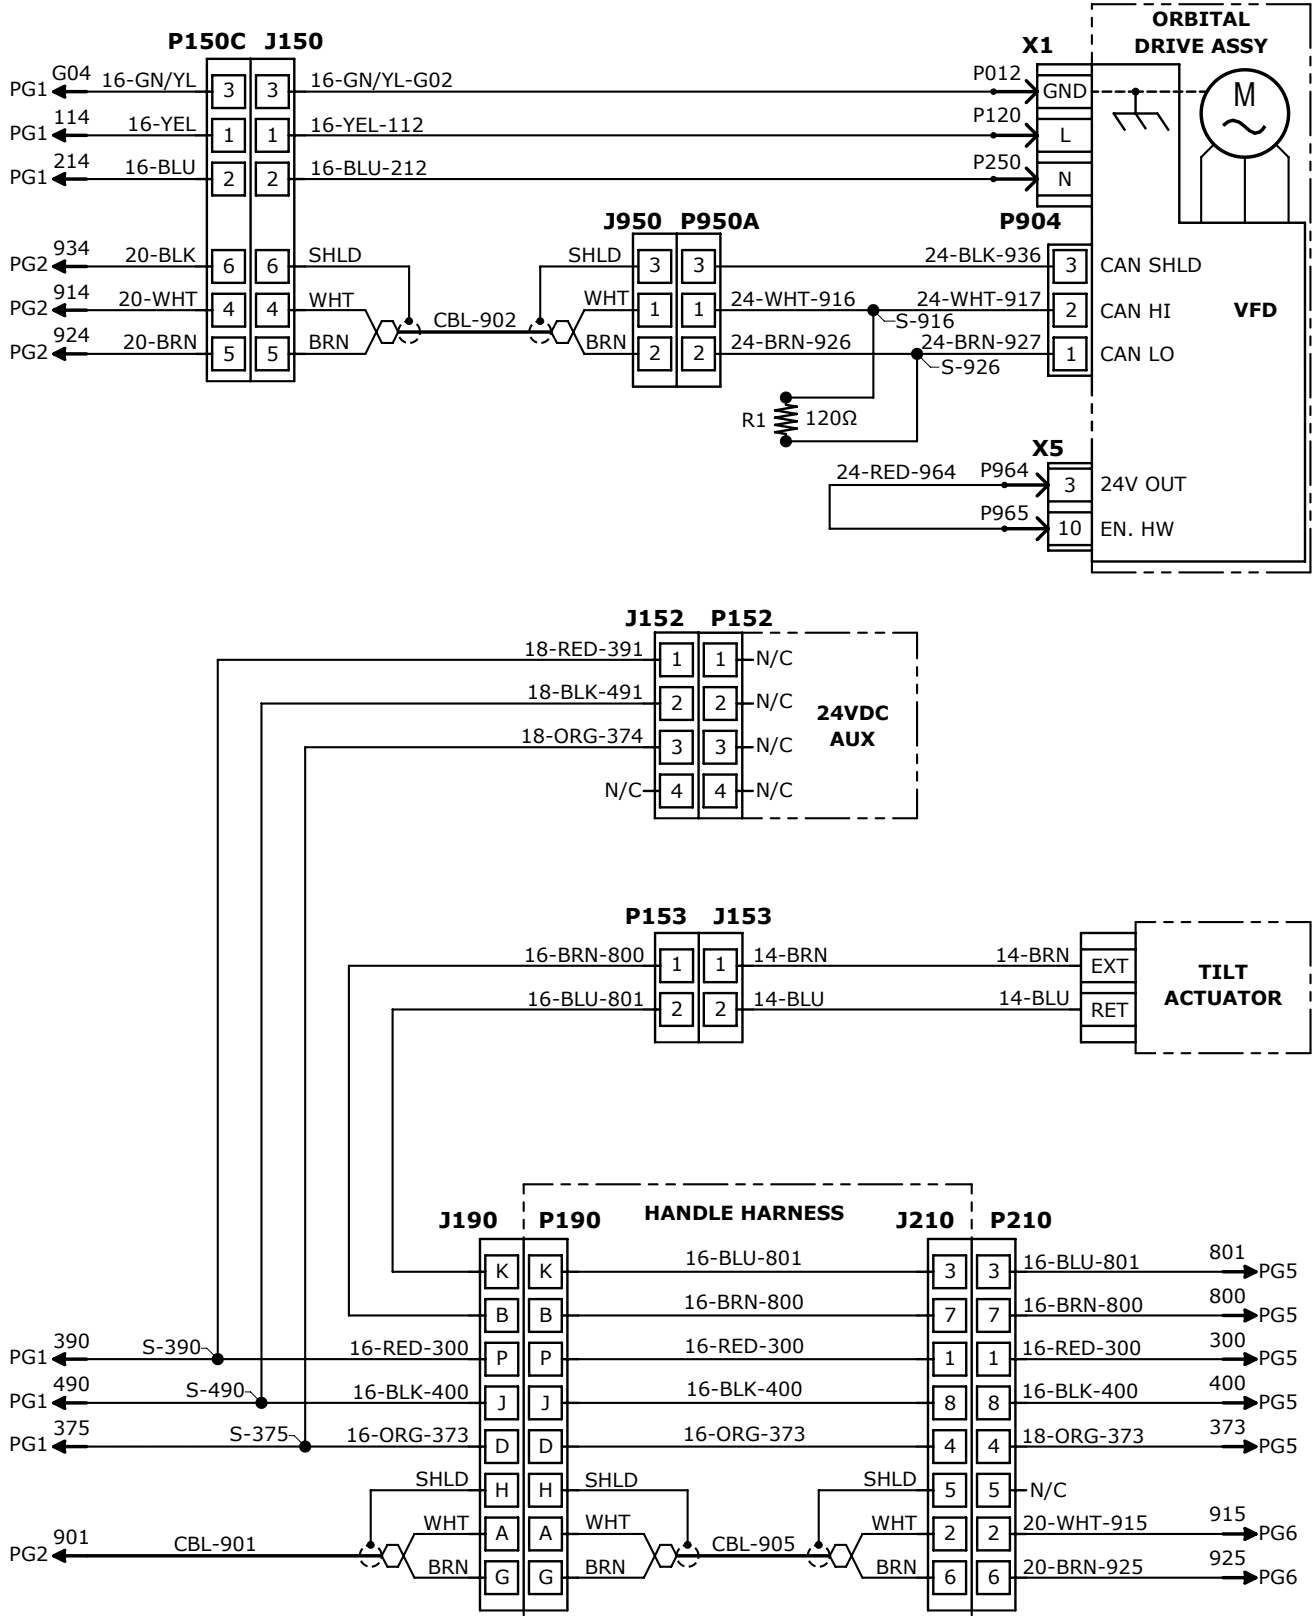 ORBITAL
DRIVE ASSY
P150C J150 X1
PG1 G04 16-GN/YL 3 3 16-GN/YL-G02 P012 GND M
PG1 114 16-YEL 1 1 16-YEL-112 P120 L
PG1 214 16-BLU 2 2 16-BLU-212 P250 N
J950 P950A P904
PG2 934 20-BLK 6 6 SHLD SHLD 3 3 24-BLK-936 3 CAN SHLD
PG2 914 20-WHT 4 4 WHT WHT 1 1 24-WHT-916 24-WHT-917 2 CAN HI VFD
CBL-902 S-916
PG2 924 20-BRN 5 5 BRN BRN 2 2 24-BRN-926 24-BRN-927 1 CAN LO
S-926
R1 120Ω
X5
24-RED-964 P964 3 24V OUT
P965 10 EN. HW
J152 P152
18-RED-391 1 1 N/C
18-BLK-491 2 2 N/C
24VDC
AUX
18-ORG-374 3 3 N/C
N/C 4 4 N/C
P153 J153
16-BRN-800 1 1 14-BRN 14-BRN EXT
16-BLU-801 2 2 14-BLU 14-BLU RET
TILT
ACTUATOR
HANDLE HARNESS
J190 P190 J210 P210
K K 16-BLU-801 3 3 16-BLU-801 801 PG5
B B 16-BRN-800 7 7 16-BRN-800 800 PG5
PG1 390 S-390 16-RED-300 P P 16-RED-300 1 1 16-RED-300 300 PG5
PG1 490 S-490 16-BLK-400 J J 16-BLK-400 8 8 16-BLK-400 400 PG5
PG1 375 S-375 16-ORG-373 D D 16-ORG-373 4 4 18-ORG-373 373 PG5
SHLD H H SHLD SHLD 5 5 N/C
WHT A A WHT WHT 2 2 20-WHT-915 915 PG6
PG2 901 CBL-901 CBL-905
BRN G G BRN BRN 6 6 20-BRN-925 925 PG6